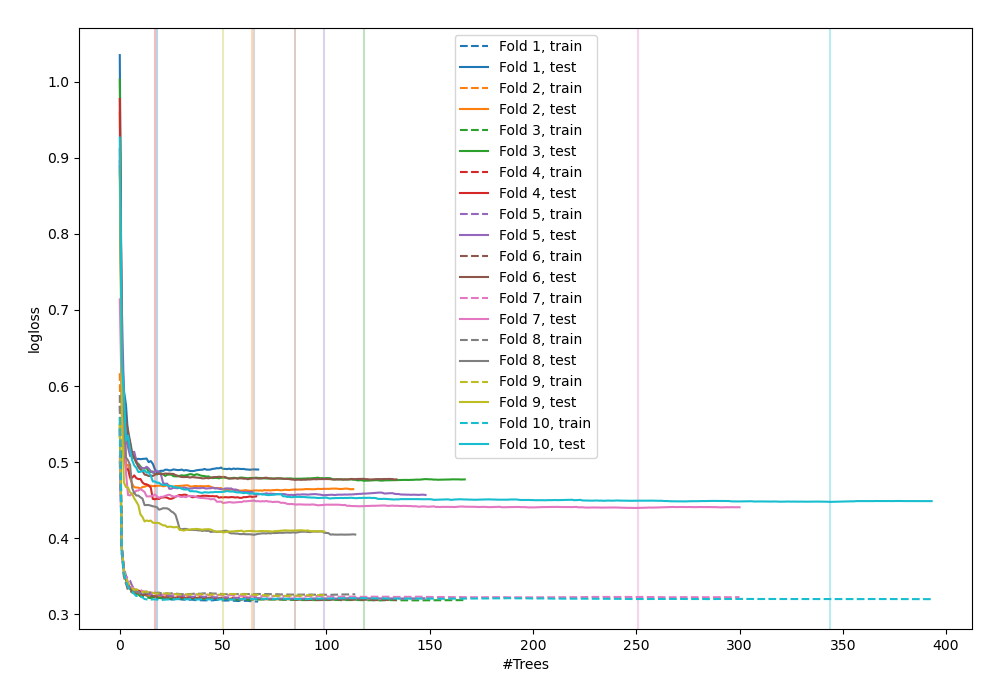 1.0
0.9
0.8
0.7
0.6
0.5
0.4
0.3
logloss
Fold 1, train
Fold 1, test
Fold 2, train
Fold 2, test
Fold 3, train
Fold 3, test
Fold 4, train
Fold 4, test
Fold 5, train
Fold 5, test
Fold 6, train
Fold 6, test
Fold 7, train
Fold 7, test
Fold 8, train
Fold 8, test
Fold 9, train
Fold 9, test
Fold 10, train
Fold 10, test
0 50 100 150 200 250 300 350 400
#Trees